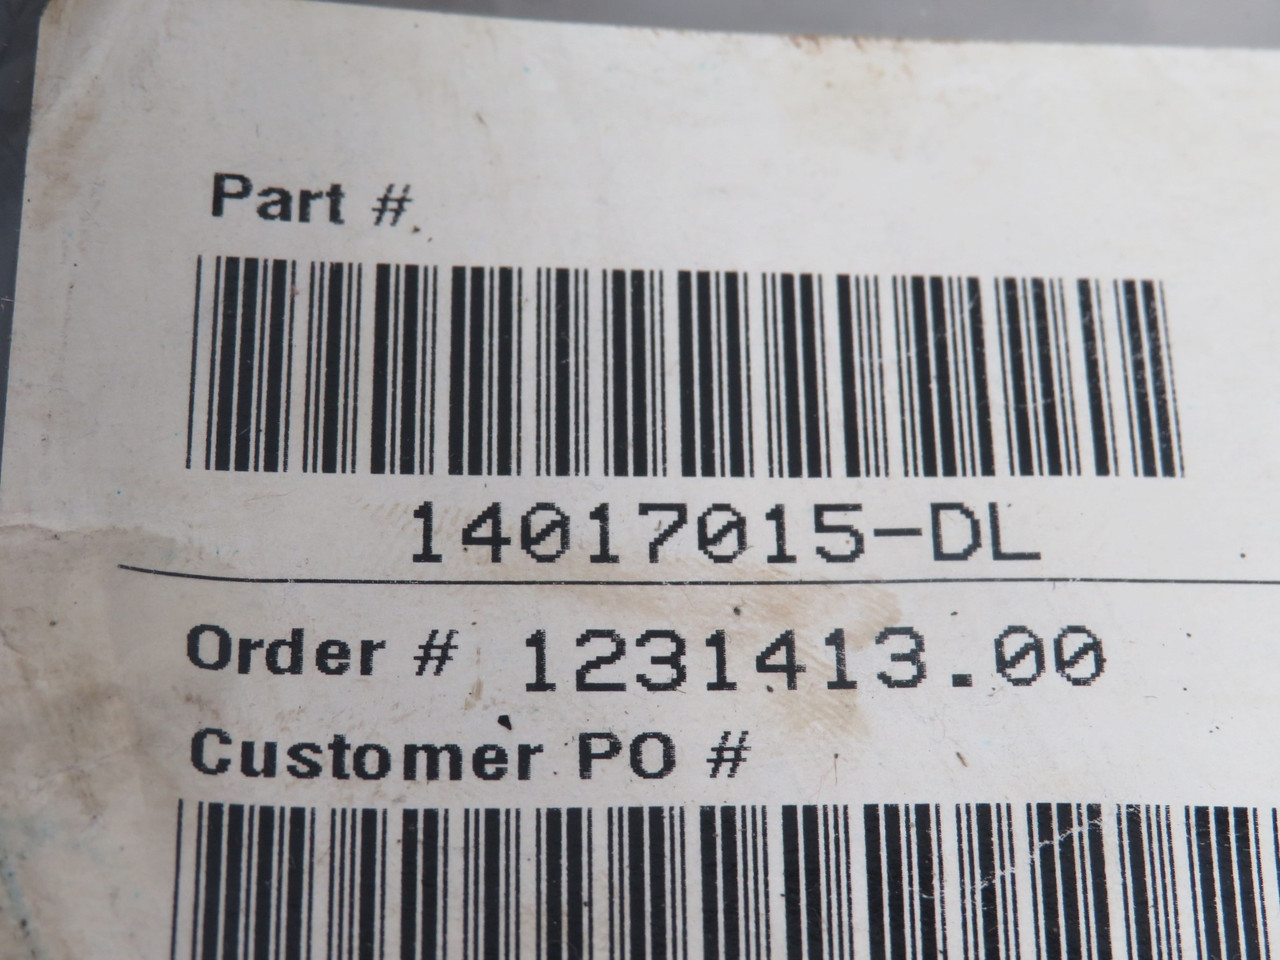 Part #
14017015-DL
Order # 1231413.00
Customer PO #